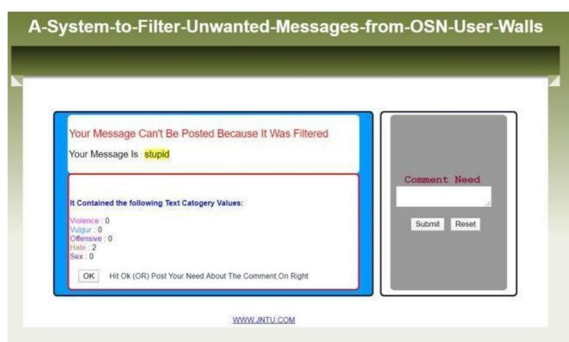 A-System-to-Filter-Unwanted-Messages-from-OSN-User-Walls
Your Message Can't Be Posted Because It Was Filtered
Your Message Is : stupid
It Contained the following Text Catogery Values:
Violence : 0
Vulgur : 0
Offensive : 0
Hate : 2
Sex : 0
OK Hit Ok (OR) Post Your Need About The Comment,On Right
Comment Need
Submit Reset
WWW.JNTU.COM